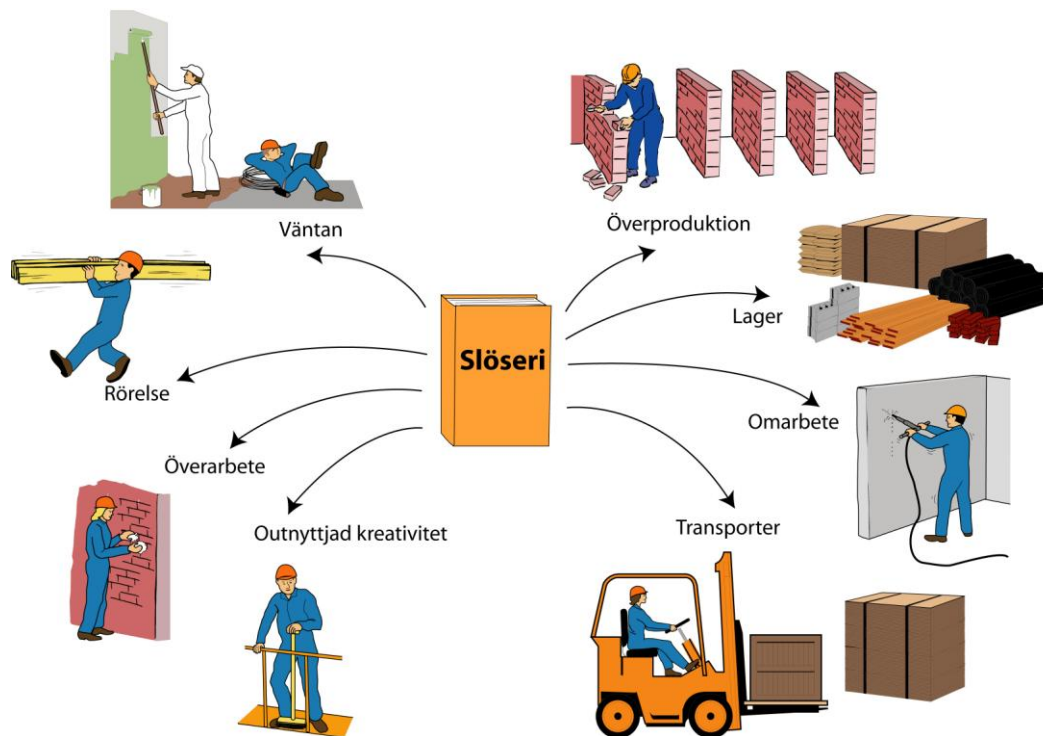 Väntan
Överproduktion
Lager
Slöseri
Rörelse
Omarbete
Överarbete
Outnyttjad kreativitet
Transporter